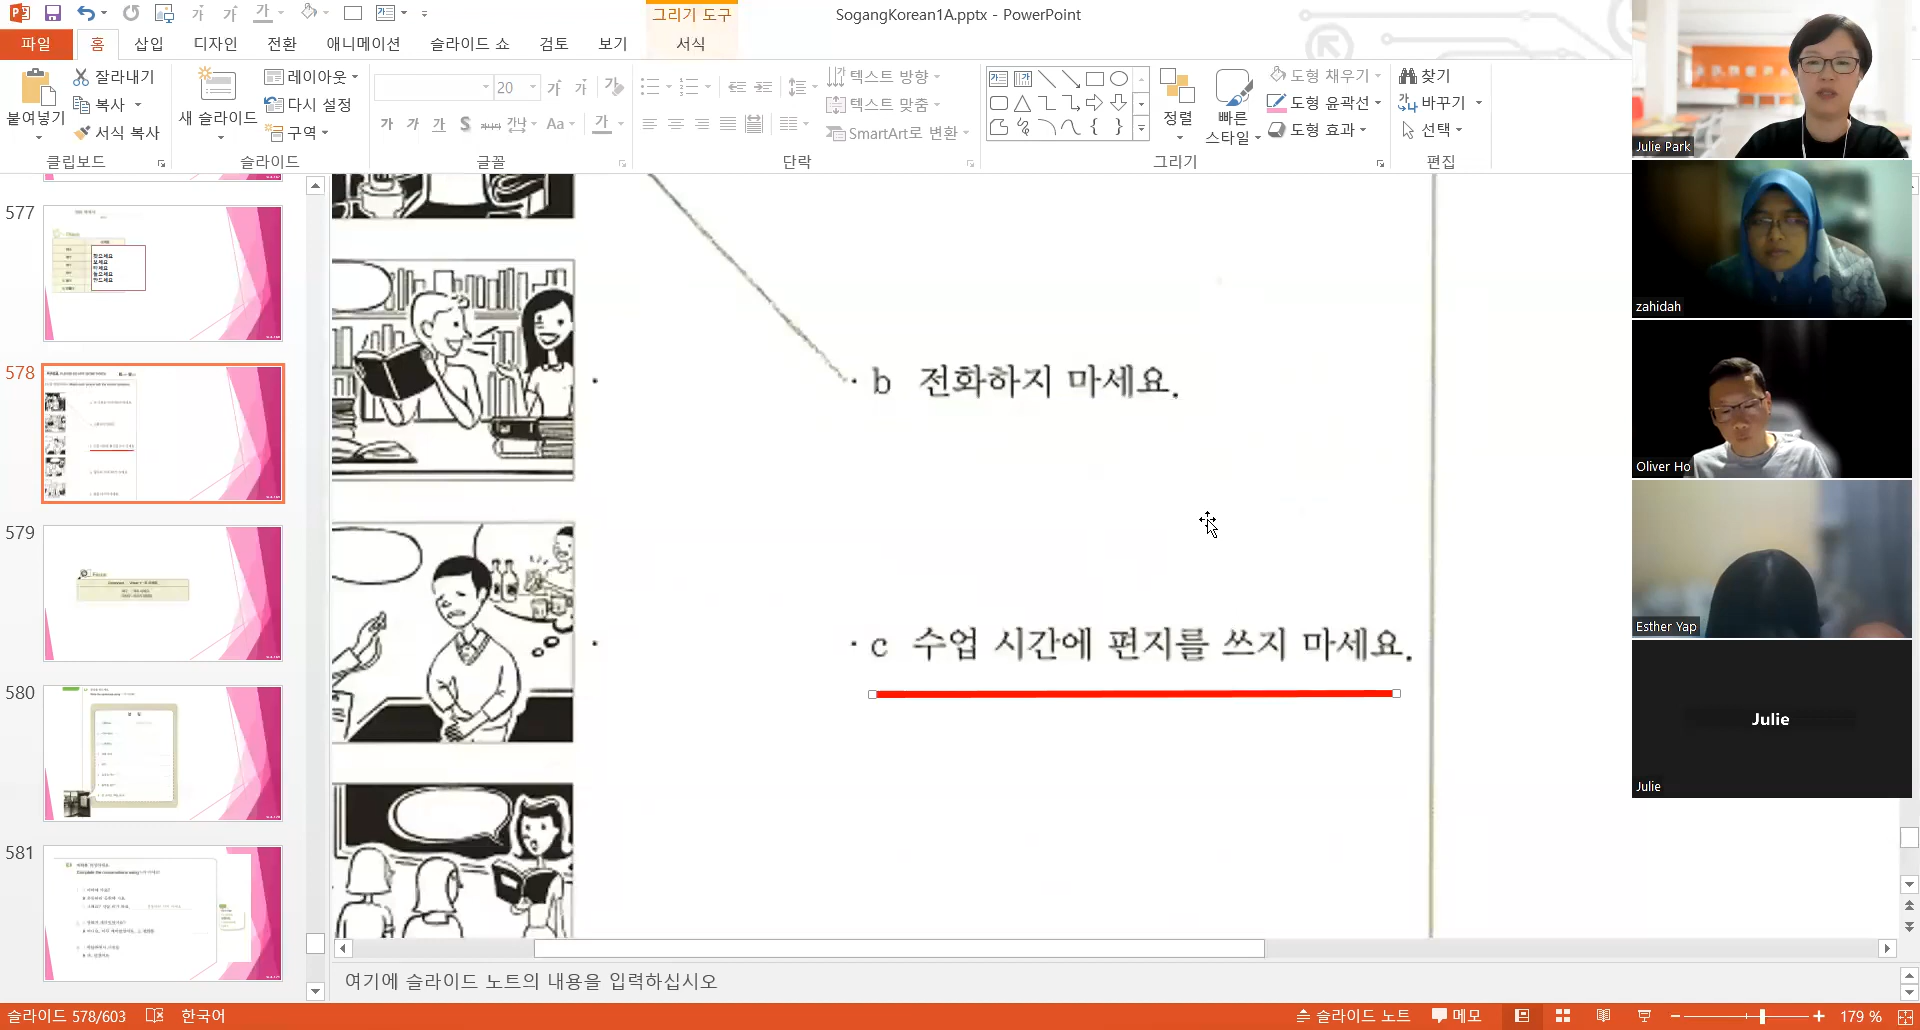 그리기 도구
SogangKorean1A.pptx - PowerPoint
파일 홈 삽입 디자인 전환 애니메이션 슬라이드 쇼 검토 보기 서식
붙여넣기
잘라내기
복사
서식 복사
클립보드
새 슬라이드
레이아웃
다시 설정
구역
슬라이드
20
가 가 가 S 가나다 간 Aa 가
글꼴
텍스트 방향
텍스트 맞춤
SmartArt로 변환
단락
정렬
빠른 스타일
도형 채우기
도형 윤곽선
도형 효과
그리기
찾기
바꾸기
선택
편집
577
578
579
580
581
b 전화하지 마세요.
c 수업 시간에 편지를 쓰지 마세요.
Julie Park
zahidah
Oliver Ho
Esther Yap
Julie
Julie
여기에 슬라이드 노트의 내용을 입력하십시오
슬라이드 578/603 한국어
슬라이드 노트 메모 179 %